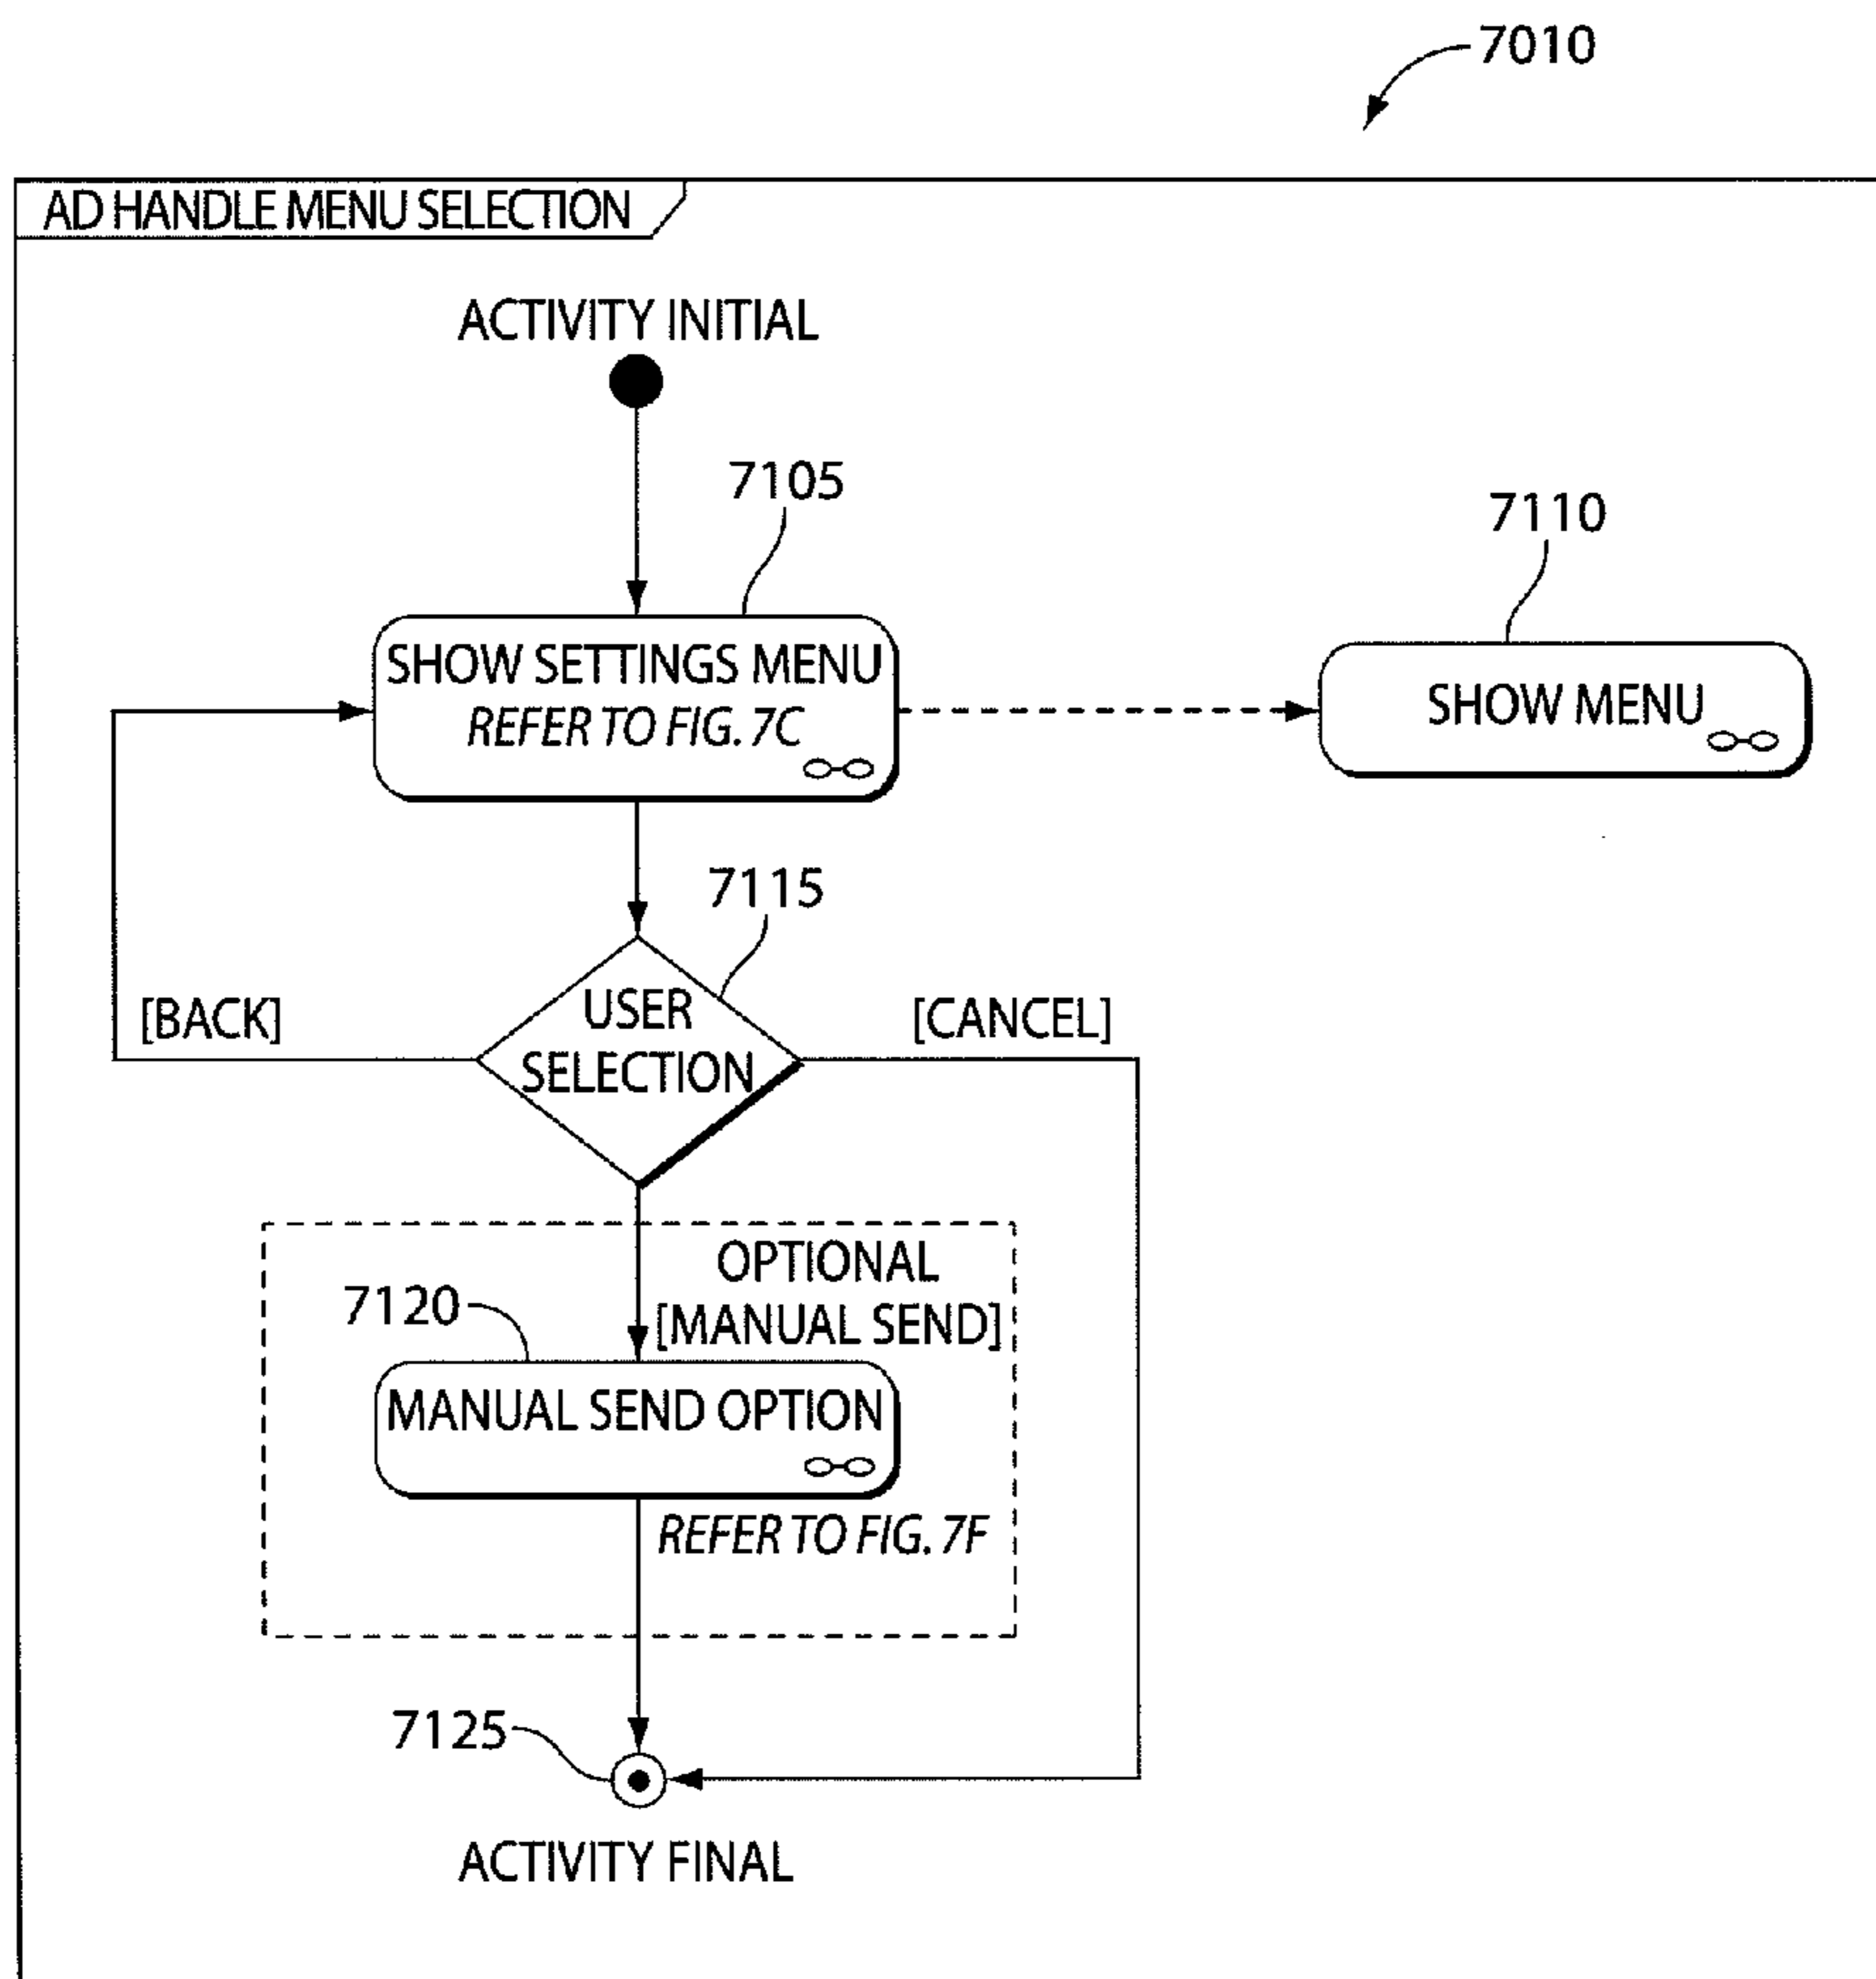 7010
AD HANDLE MENU SELECTION
ACTIVITY INITIAL
7105
7110
SHOW SETTINGS MENU
REFER TO FIG. 7C
SHOW MENU
7115
[BACK]
USER
SELECTION
[CANCEL]
OPTIONAL
[MANUAL SEND]
7120
MANUAL SEND OPTION
REFER TO FIG. 7F
7125
ACTIVITY FINAL